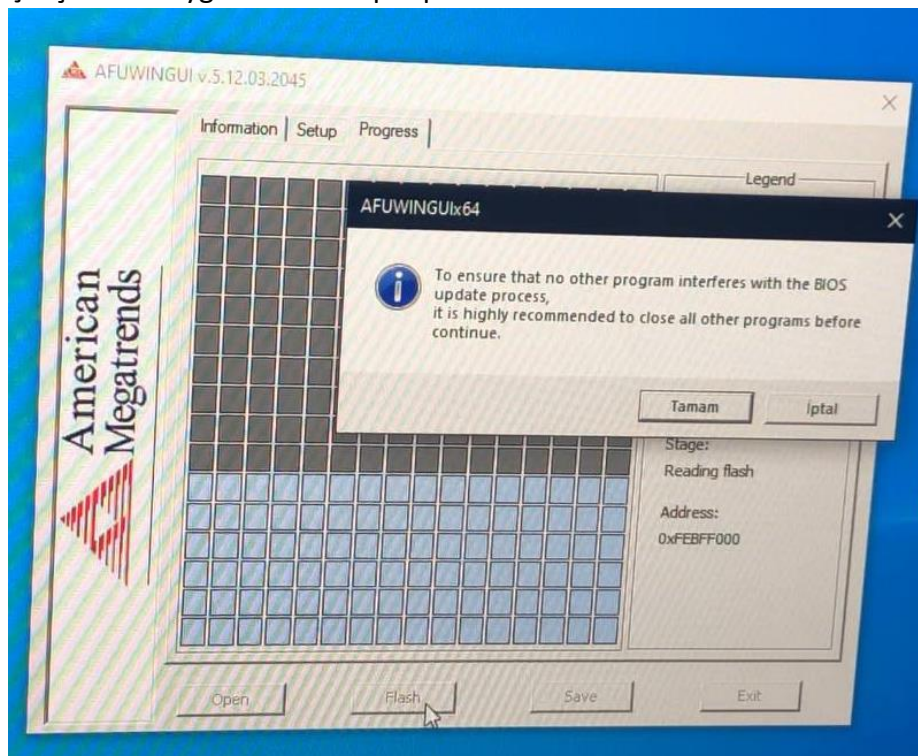 AFUWINGUI v.5.12.03.2045
Information
Setup
Progress
Legend
AFUWINGUIx64
To ensure that no other program interferes with the BIOS
update process,
it is highly recommended to close all other programs before
continue.
Tamam
İptal
American
Megatrends
Stage:
Reading flash
Address:
0xFEBFF000
Open
Flash
Save
Exit